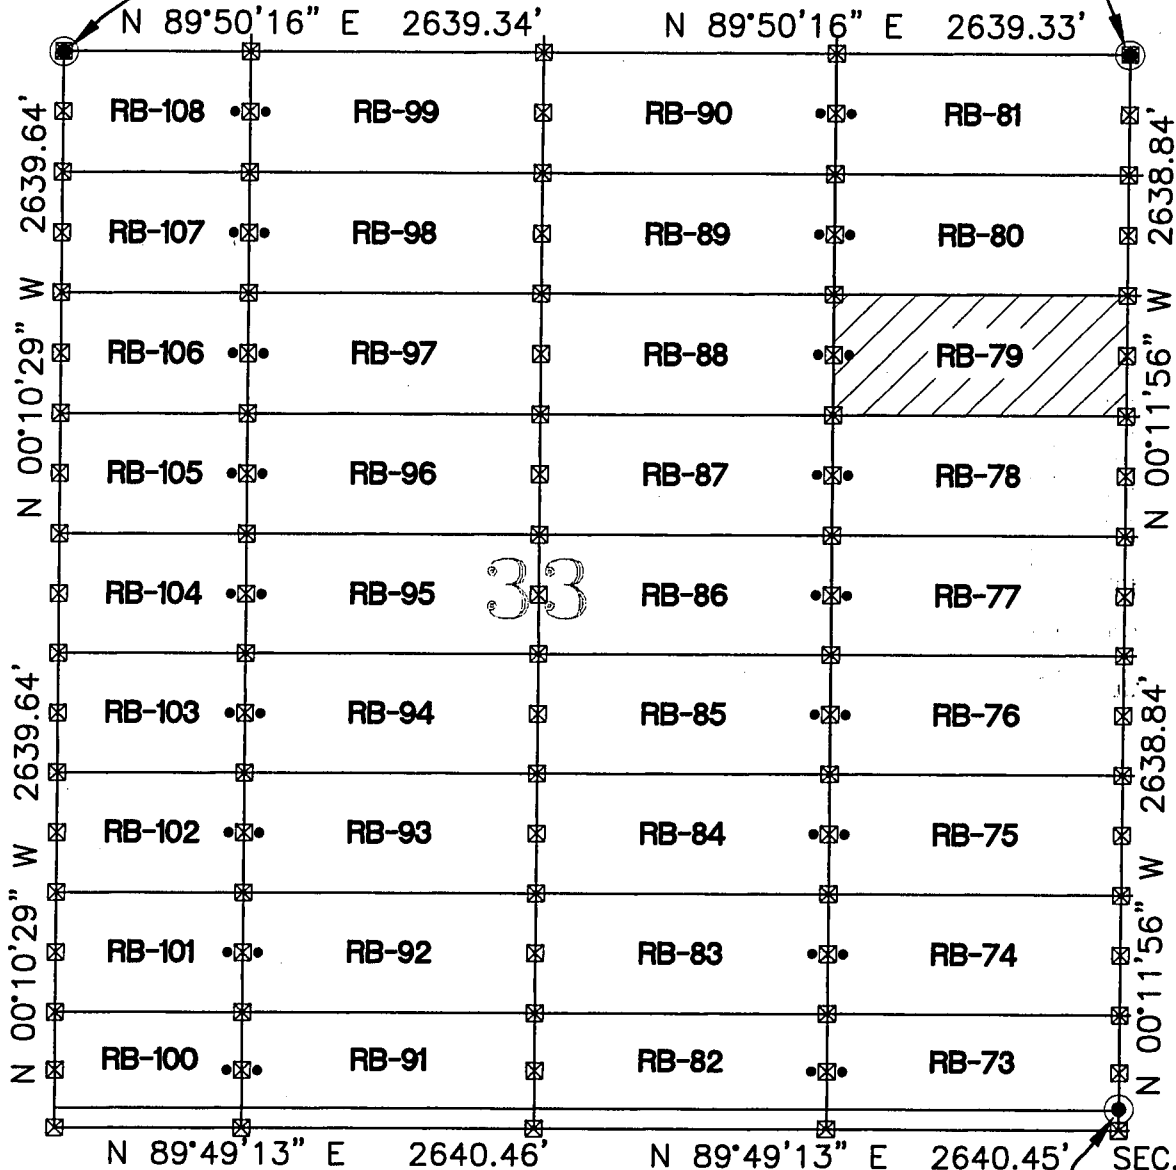 N 89°50'16" E 2639.34' N 89°50'16" E 2639.33'
RB-108 RB-99 RB-90 RB-81
2639.64' 2638.84'
RB-107 RB-98 RB-89 RB-80
N 00°10'29" W N 00°11'56" W
RB-106 RB-97 RB-88 RB-79
RB-105 RB-96 RB-87 RB-78
33
RB-104 RB-95 RB-86 RB-77
2639.64' 2638.84'
RB-103 RB-94 RB-85 RB-76
RB-102 RB-93 RB-84 RB-75
N 00°10'29" W N 00°11'56" W
RB-101 RB-92 RB-83 RB-74
RB-100 RB-91 RB-82 RB-73
N 89°49'13" E 2640.46' N 89°49'13" E 2640.45' SEC